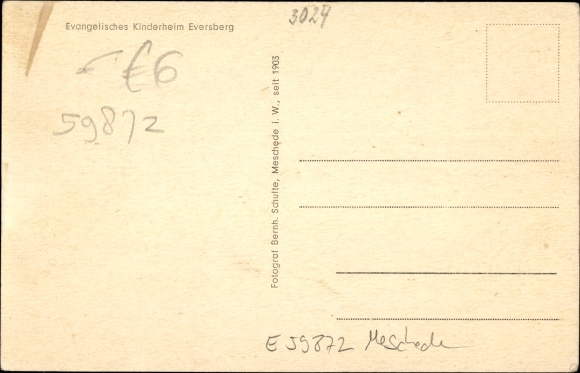 3024
Evangelisches Kinderheim Eversberg
€6
59872
Fotograf Bernh. Schulte, Meschede i. W., seit 1903
E 59872 Meschede